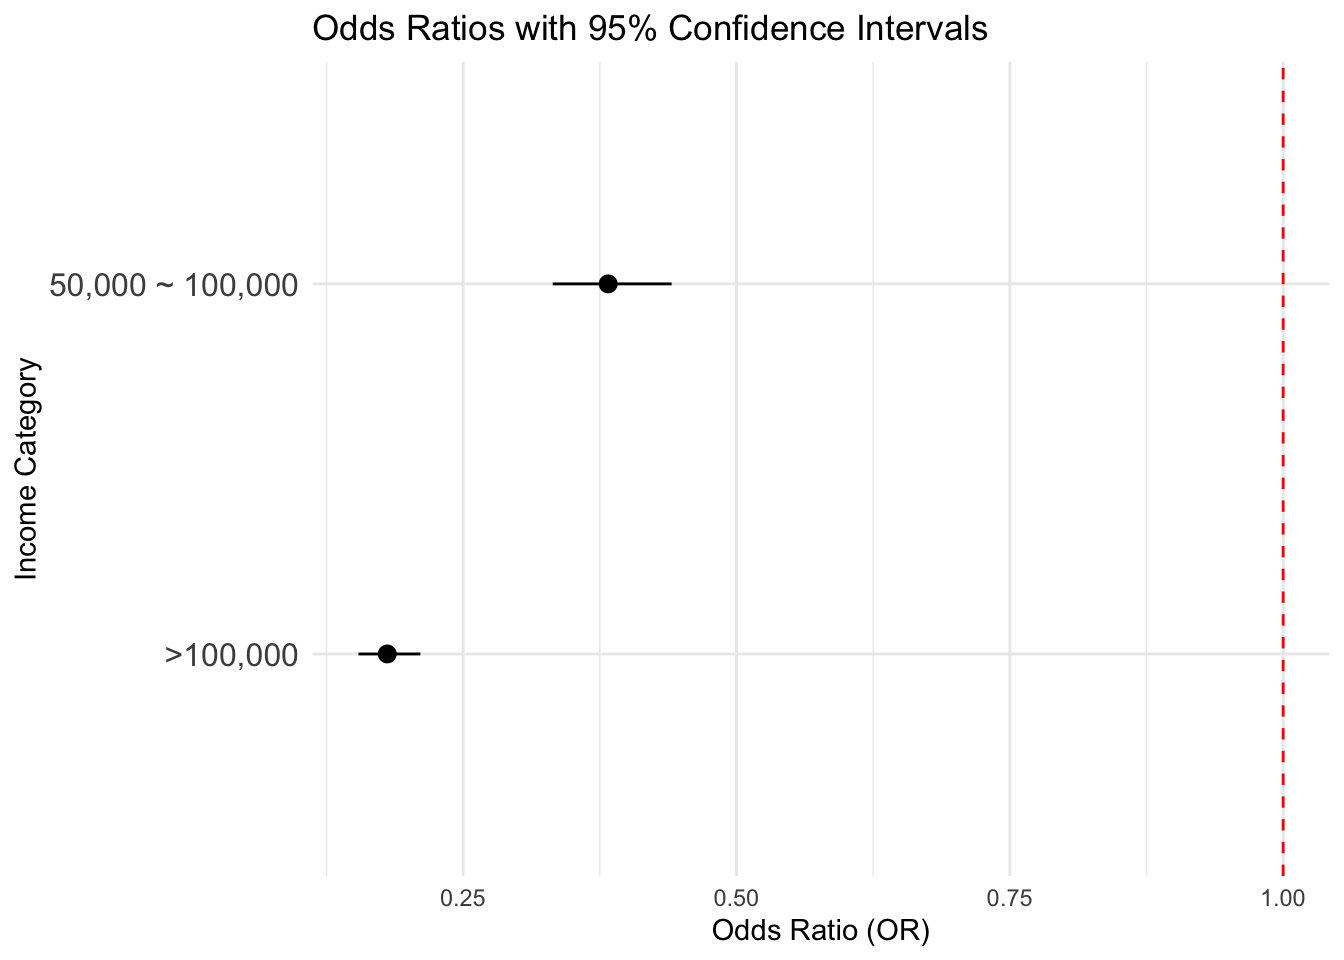 Odds Ratios with 95% Confidence Intervals
50,000 ~ 100,000
Income Category
>100,000
0.25 0.50 0.75 1.00
Odds Ratio (OR)